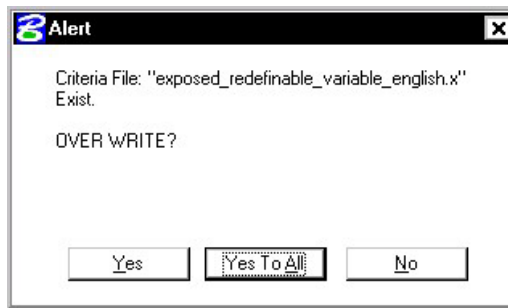 Alert
Criteria File: "exposed_redefinable_variable_english.x"
Exist.
OVER WRITE?
Yes
Yes To All
No